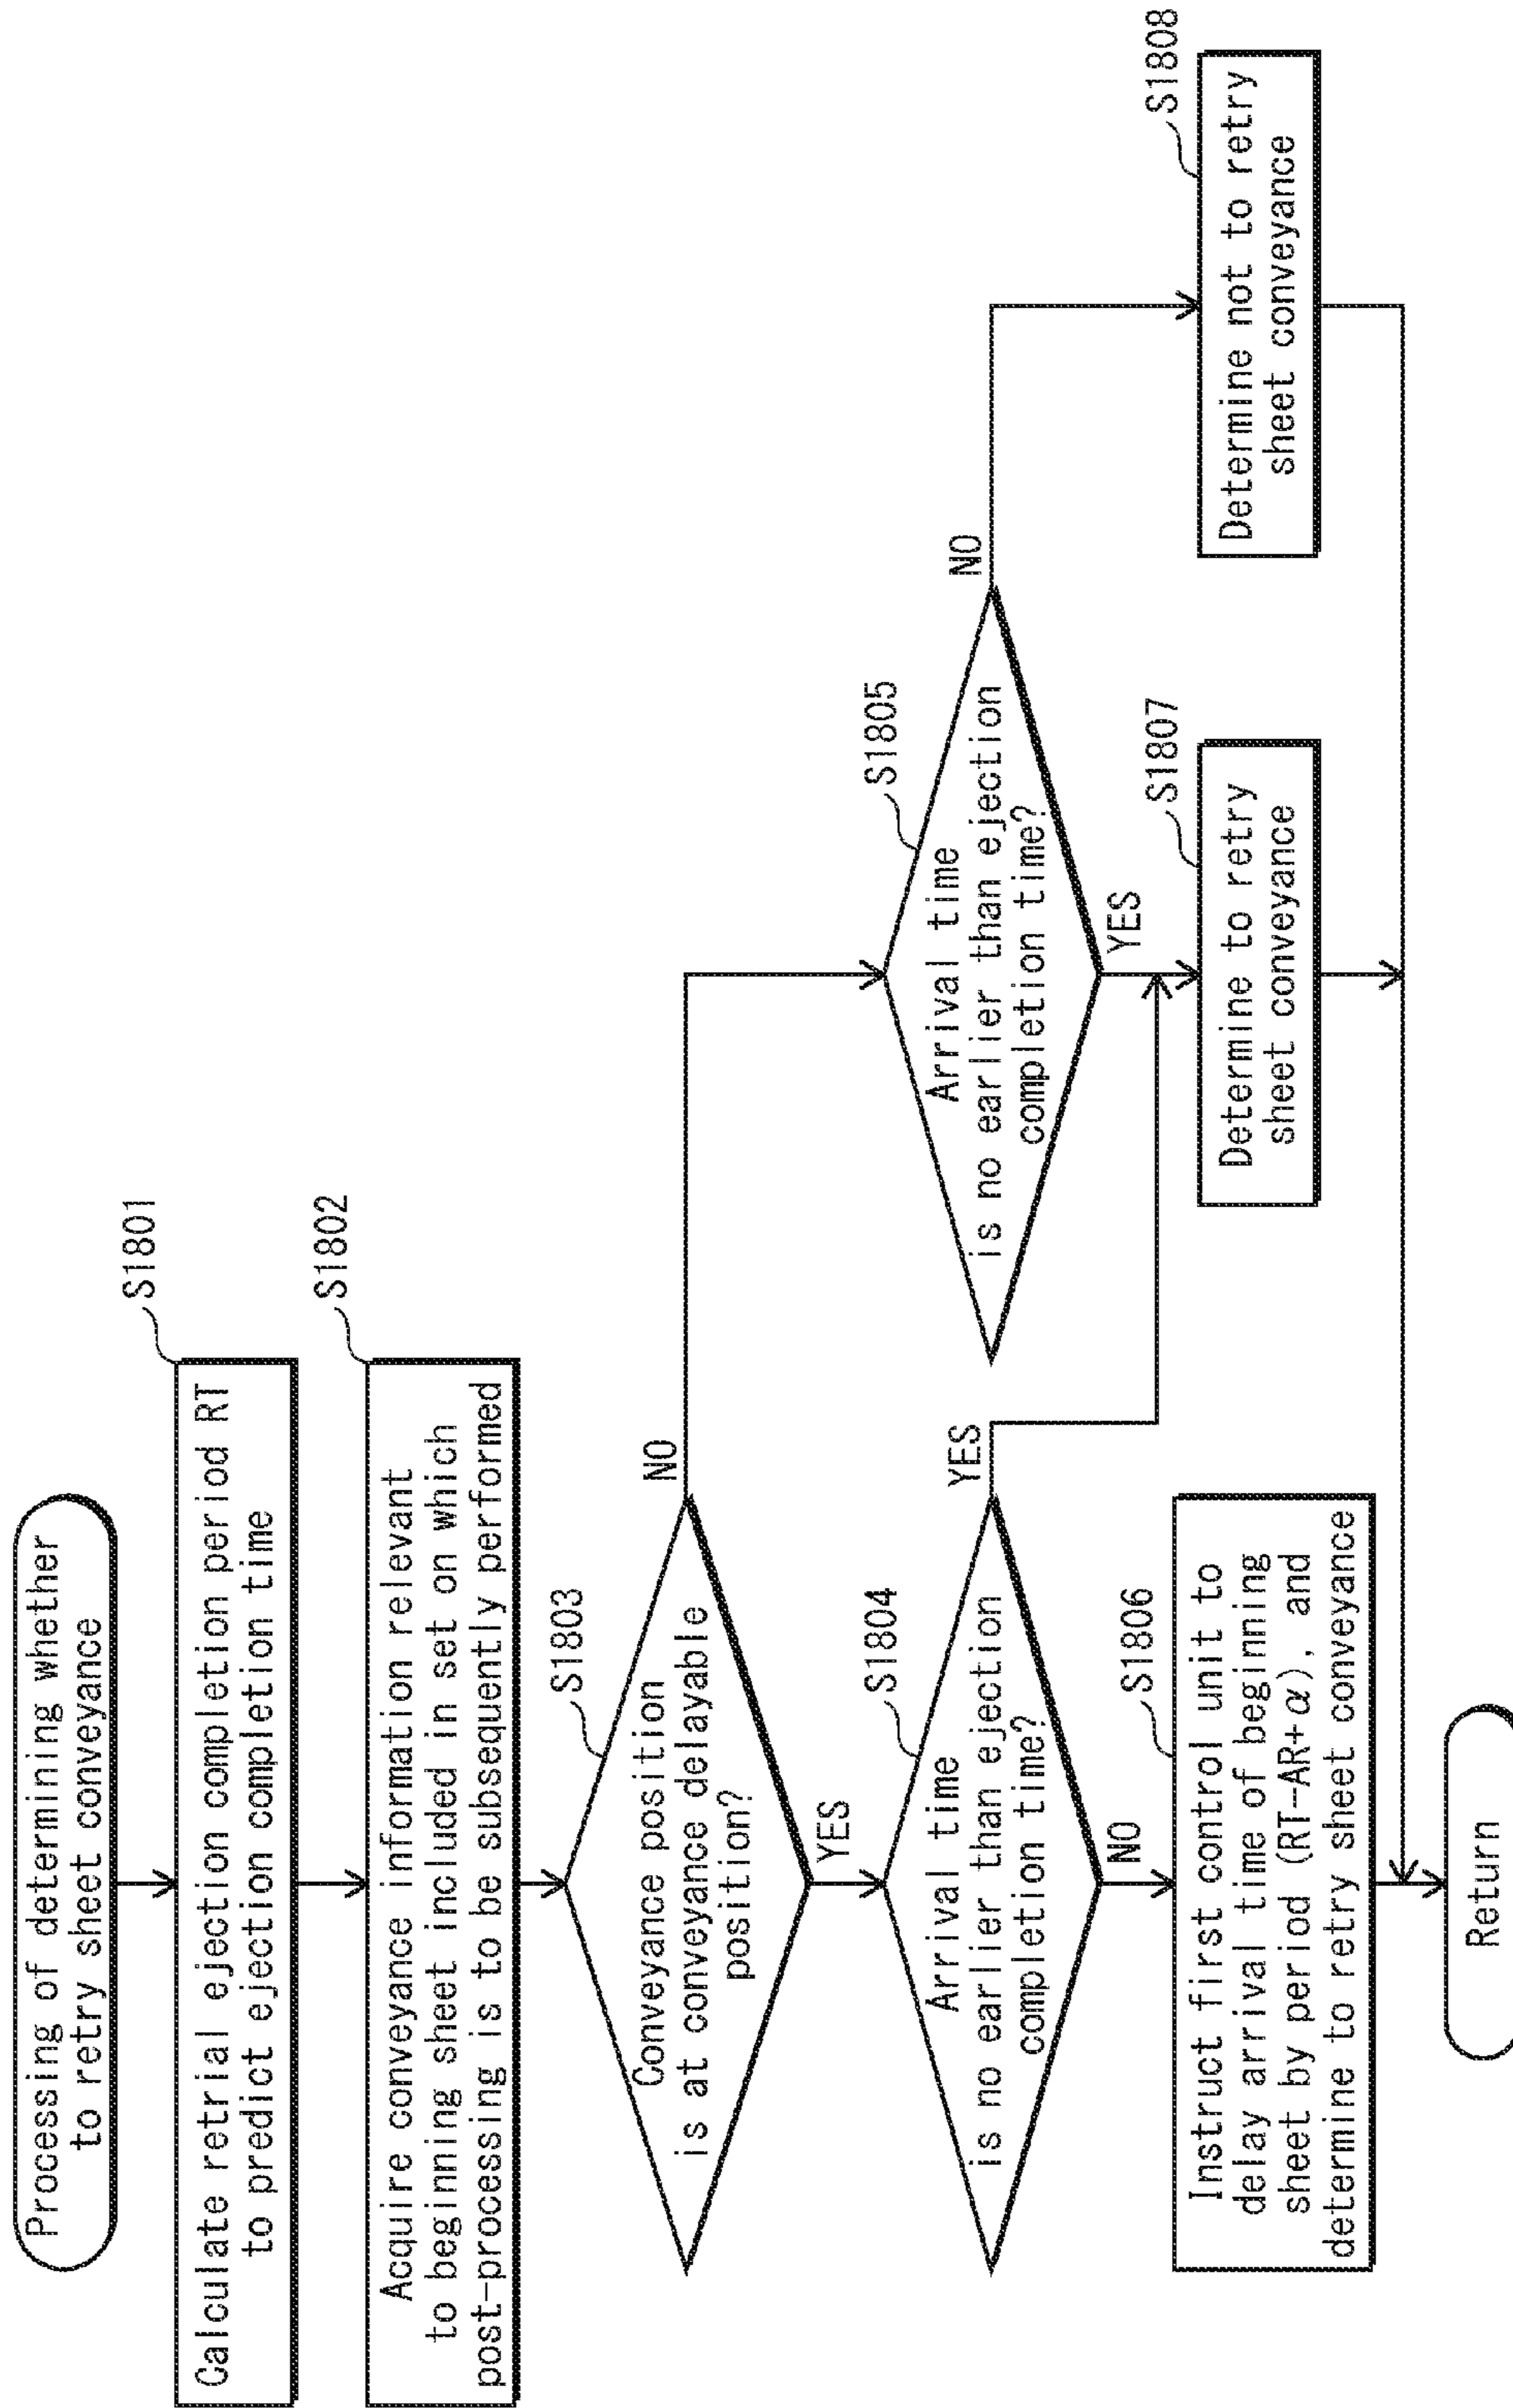 Processing of determining whether
to retry sheet conveyance
S1801
Calculate retrial ejection completion period RT
to predict ejection completion time
S1802
Acquire conveyance information relevant
to beginning sheet included in set on which
post-processing is to be subsequently performed
S1803
Conveyance position
is at conveyance delayable
position?
NO
YES
S1804
Arrival time
is no earlier than ejection
completion time?
YES
NO
S1805
Arrival time
is no earlier than ejection
completion time?
NO
YES
S1806
Instruct first control unit to
delay arrival time of beginning
sheet by period (RT-AR+α), and
determine to retry sheet conveyance
S1807
Determine to retry
sheet conveyance
S1808
Determine not to retry
sheet conveyance
Return